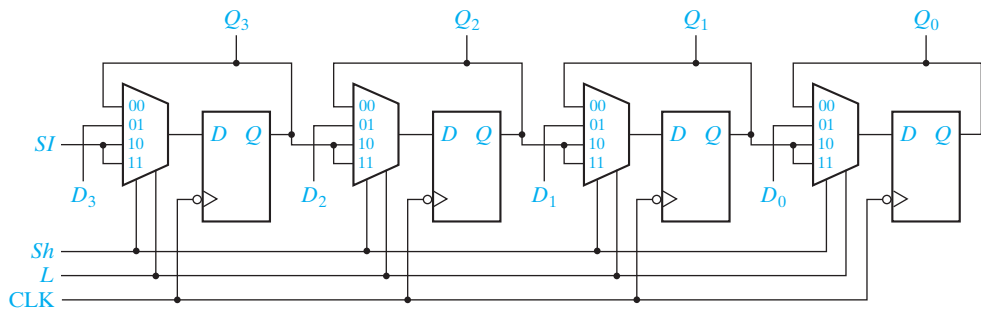 Q3 Q2 Q1 Q0
00 00 00 00
01 D Q 01 D Q 01 D Q 01 D Q
SI 10 10 10 10
11 11 11 11
D3 D2 D1 D0
Sh
L
CLK